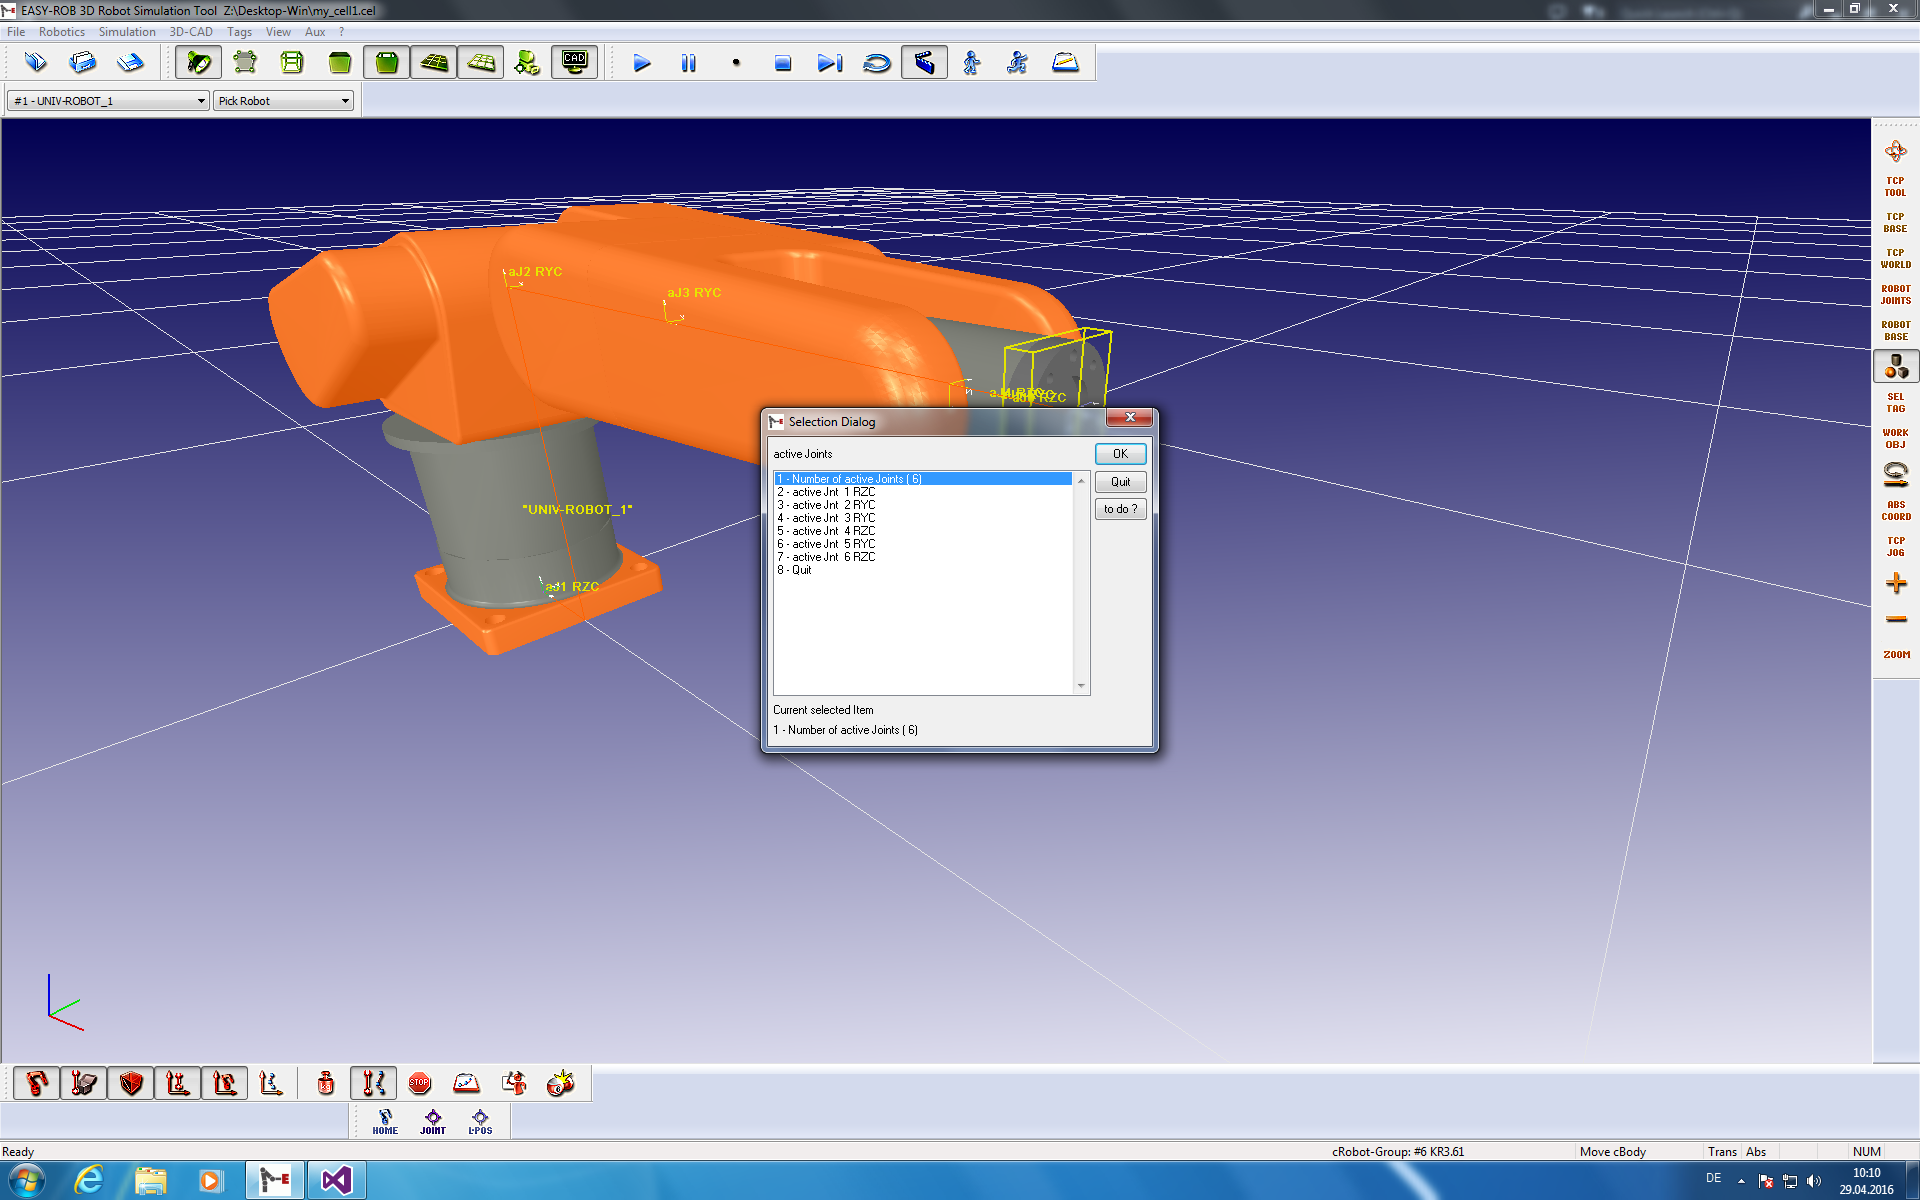 EASY-ROB 3D Robot Simulation Tool  Z:\Desktop-Win\my_cell1.cel
File Robotics Simulation 3D-CAD Tags View Aux ?
CAD
#1 - UNIV-ROBOT_1 Pick Robot
TCP
TOOL
TCP
BASE
TCP
WORLD
ROBOT
JOINTS
ROBOT
BASE
SEL
TAG
WORK
OBJ
ABS
COORD
TCP
JOG
ZOOM
aJ2 RYC
aJ3 RYC
aJ6 RZC
"UNIV-ROBOT_1"
aJ1 RZC
Selection Dialog
active Joints
OK
Quit
to do ?
1 - Number of active Joints ( 6)
2 - active Jnt  1 RZC
3 - active Jnt  2 RYC
4 - active Jnt  3 RYC
5 - active Jnt  4 RZC
6 - active Jnt  5 RYC
7 - active Jnt  6 RZC
8 - Quit
Current selected Item
1 - Number of active Joints ( 6)
STOP
HOME JOINT L-POS
Ready cRobot-Group: #6 KR3.61 Move cBody Trans Abs NUM
DE 10:10
29.04.2016